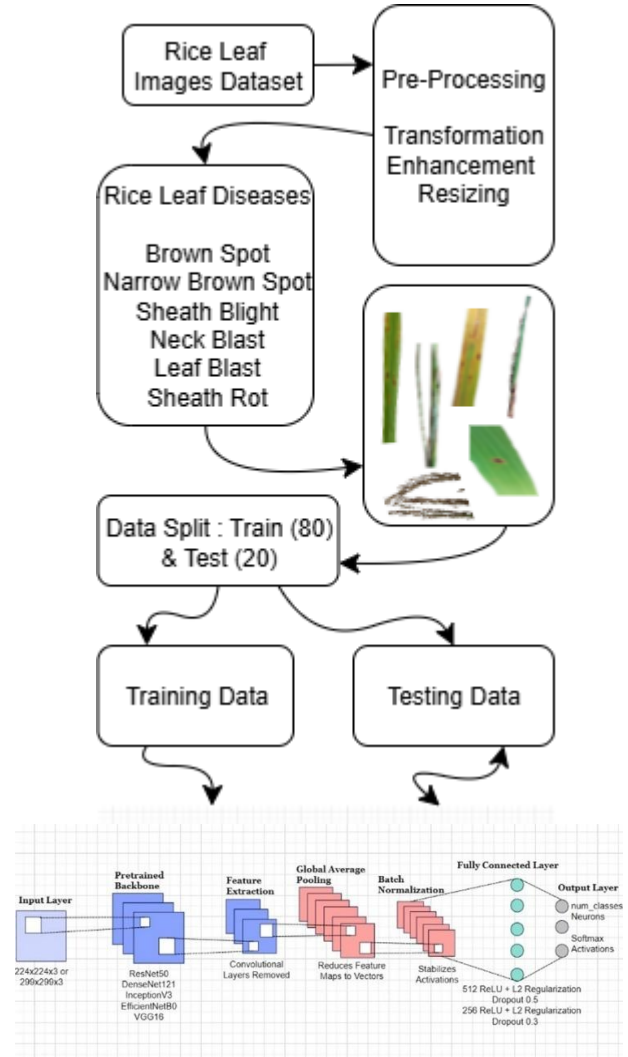 Rice Leaf
Images Dataset
Pre-Processing
Transformation
Enhancement
Resizing
Rice Leaf Diseases
Brown Spot
Narrow Brown Spot
Sheath Blight
Neck Blast
Leaf Blast
Sheath Rot
Data Split : Train (80)
& Test (20)
Training Data
Testing Data
Input Layer
224x224x3 or
299x299x3
Pretrained
Backbone
ResNet50
DenseNet121
InceptionV3
EfficientNetB0
VGG16
Feature
Extraction
Convolutional
Layers Removed
Global Average
Pooling
Reduces Feature
Maps to Vectors
Batch
Normalization
Stabilizes
Activations
Fully Connected Layer
512 ReLU + L2 Regularization
Dropout 0.5
256 ReLU + L2 Regularization
Dropout 0.3
Output Layer
num_classes
Neurons
Softmax
Activations